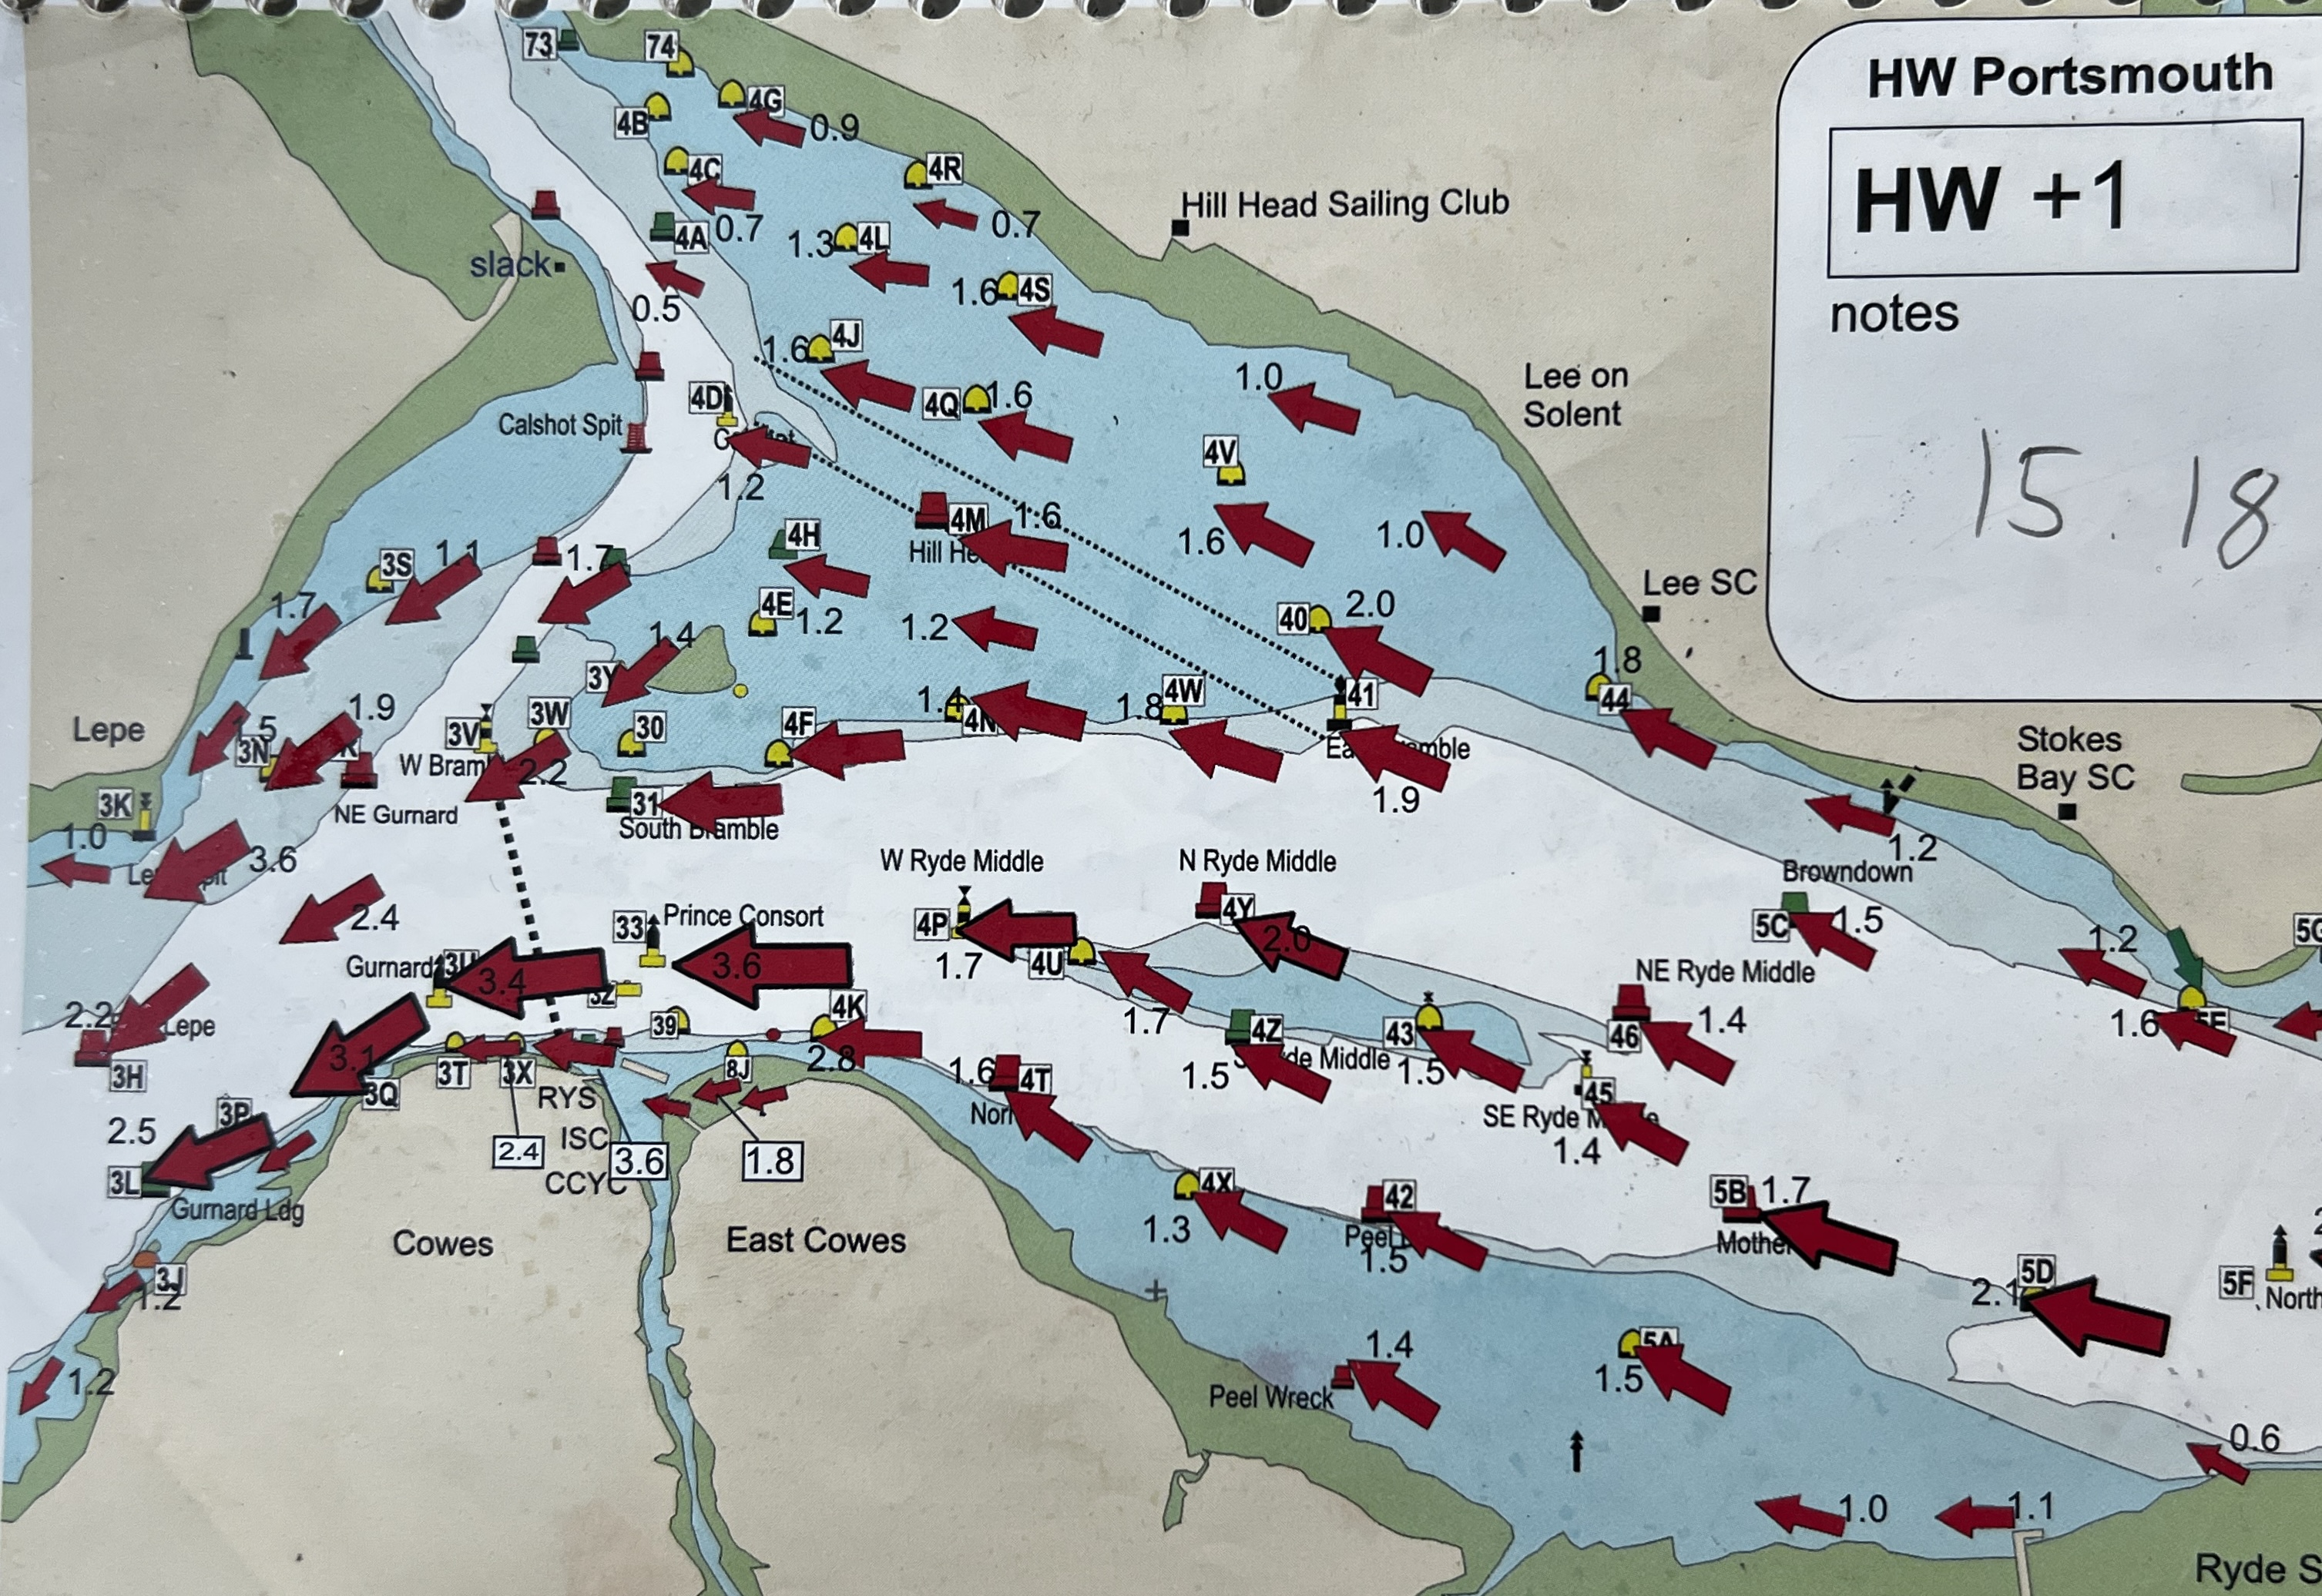 HW Portsmouth
HW +1
notes
15.18
73
74
4G
0.9
4B
4C
4R
0.7
4A
0.7
1.3
4L
Hill Head Sailing Club
slack
0.5
1.6
4S
1.6
4J
1.0
Lee on
Solent
4D
4Q
1.6
Calshot Spit
1.2
4V
4M
1.6
1.6
1.0
4H
3S
1.1
1.7
Lee SC
1.7
4E
1.2
1.2
40
2.0
1.4
3Y
1.8
44
1.9
3V
3W
30
4F
1.4
4N
1.8
4W
41
Lepe
1.5
3N
W Bram
2.2
Stokes
Bay SC
3K
NE Gurnard
31
South Bramble
1.9
1.0
3.6
W Ryde Middle
N Ryde Middle
1.2
Browndown
2.4
33
Prince Consort
4P
4Y
2.0
5C
1.5
1.2
1.7
4U
Gurnard
3U
3.4
3.6
3Z
NE Ryde Middle
2.2
Lepe
39
4K
1.7
4Z
de Middle
43
46
1.4
1.6
5E
3H
3.1
3Q
3T
3X
8J
2.8
1.6
4T
1.5
1.5
45
RYS
SE Ryde M
2.5
3P
2.4
ISC
3.6
1.8
1.4
3L
CCYC
4X
42
5B
1.7
Gurnard Ldg
1.3
Peel
1.5
Mother
Cowes
East Cowes
3J
1.2
2.1
5D
5F
North
1.2
1.4
1.5
5A
Peel Wreck
0.6
1.0
1.1
Ryde S